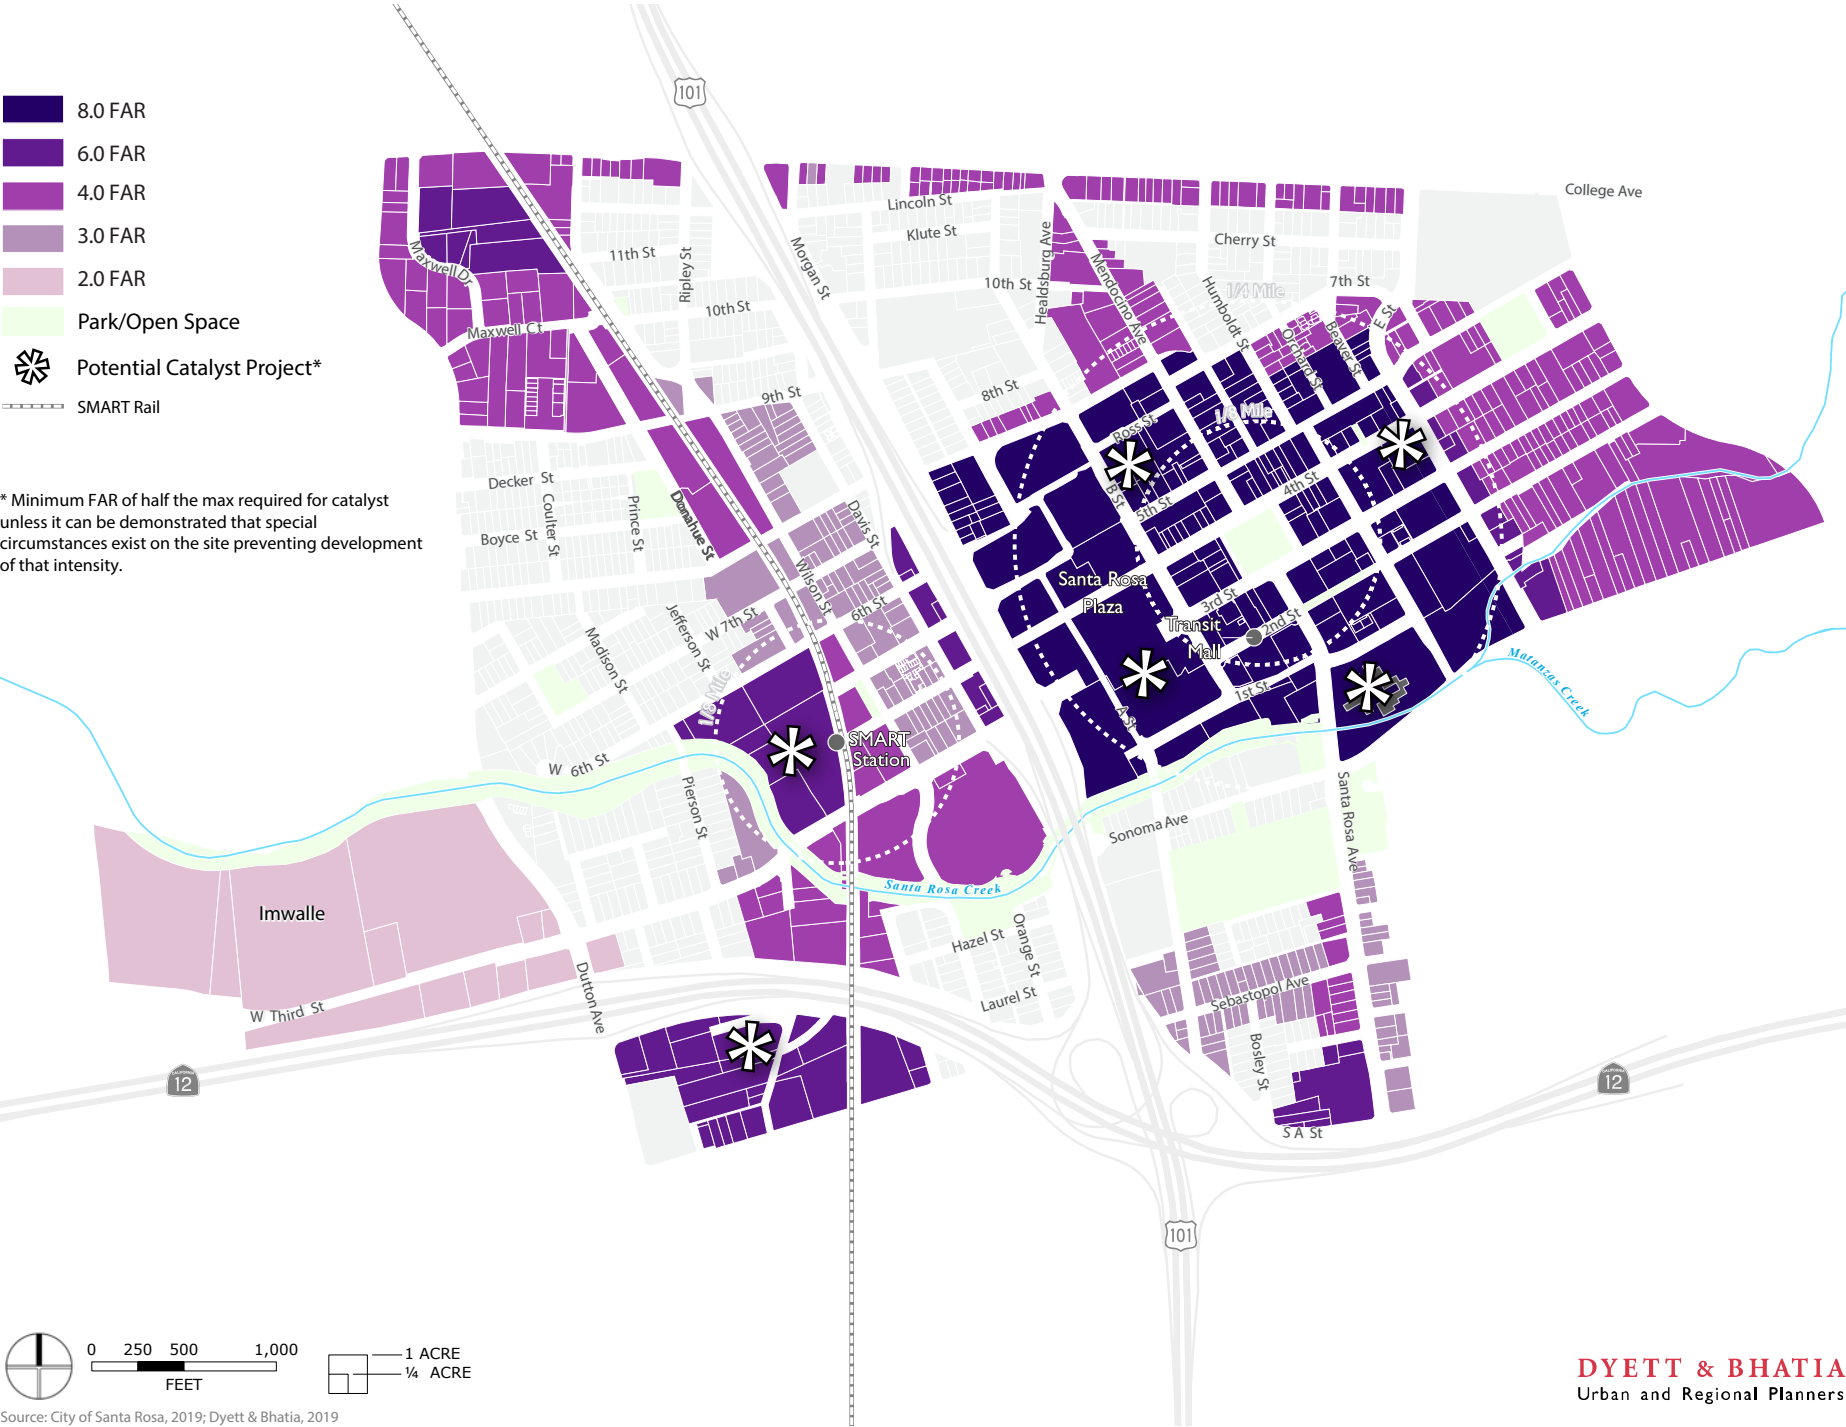 101
8.0 FAR
6.0 FAR
4.0 FAR
3.0 FAR
2.0 FAR
Park/Open Space
Potential Catalyst Project*
SMART Rail
* Minimum FAR of half the max required for catalyst
unless it can be demonstrated that special
circumstances exist on the site preventing development
of that intensity.
College Ave
Lincoln St
Klute St
Cherry St
11th St
Ripley St
Morgan St
Healdsburg Ave
Mendocino Ave
Humboldt St
1/4 Mile
7th St
10th St
10th St
Maxwell Dr
Maxwell Ct
Orchard St
Beaver St
E St
9th St
8th St
1/8 Mile
Ross St
B St
5th St
4th St
Decker St
Coulter St
Prince St
Donahue St
Boyce St
Davis St
Wilson St
6th St
W 7th St
Jefferson St
Madison St
Santa Rosa
Plaza
Transit
Mall
3rd St
2nd St
1st St
A St
1/8 Mile
SMART
Station
W 6th St
Pierson St
Matanzas Creek
Santa Rosa Creek
Sonoma Ave
Santa Rosa Ave
Imwalle
Hazel St
Orange St
Laurel St
Sebastopol Ave
Bosley St
W Third St
Dutton Ave
S A St
CALIFORNIA
12
CALIFORNIA
12
101
0 250 500 1,000
FEET
1 ACRE
¼ ACRE
Source: City of Santa Rosa, 2019; Dyett & Bhatia, 2019
DYETT & BHATIA
Urban and Regional Planners